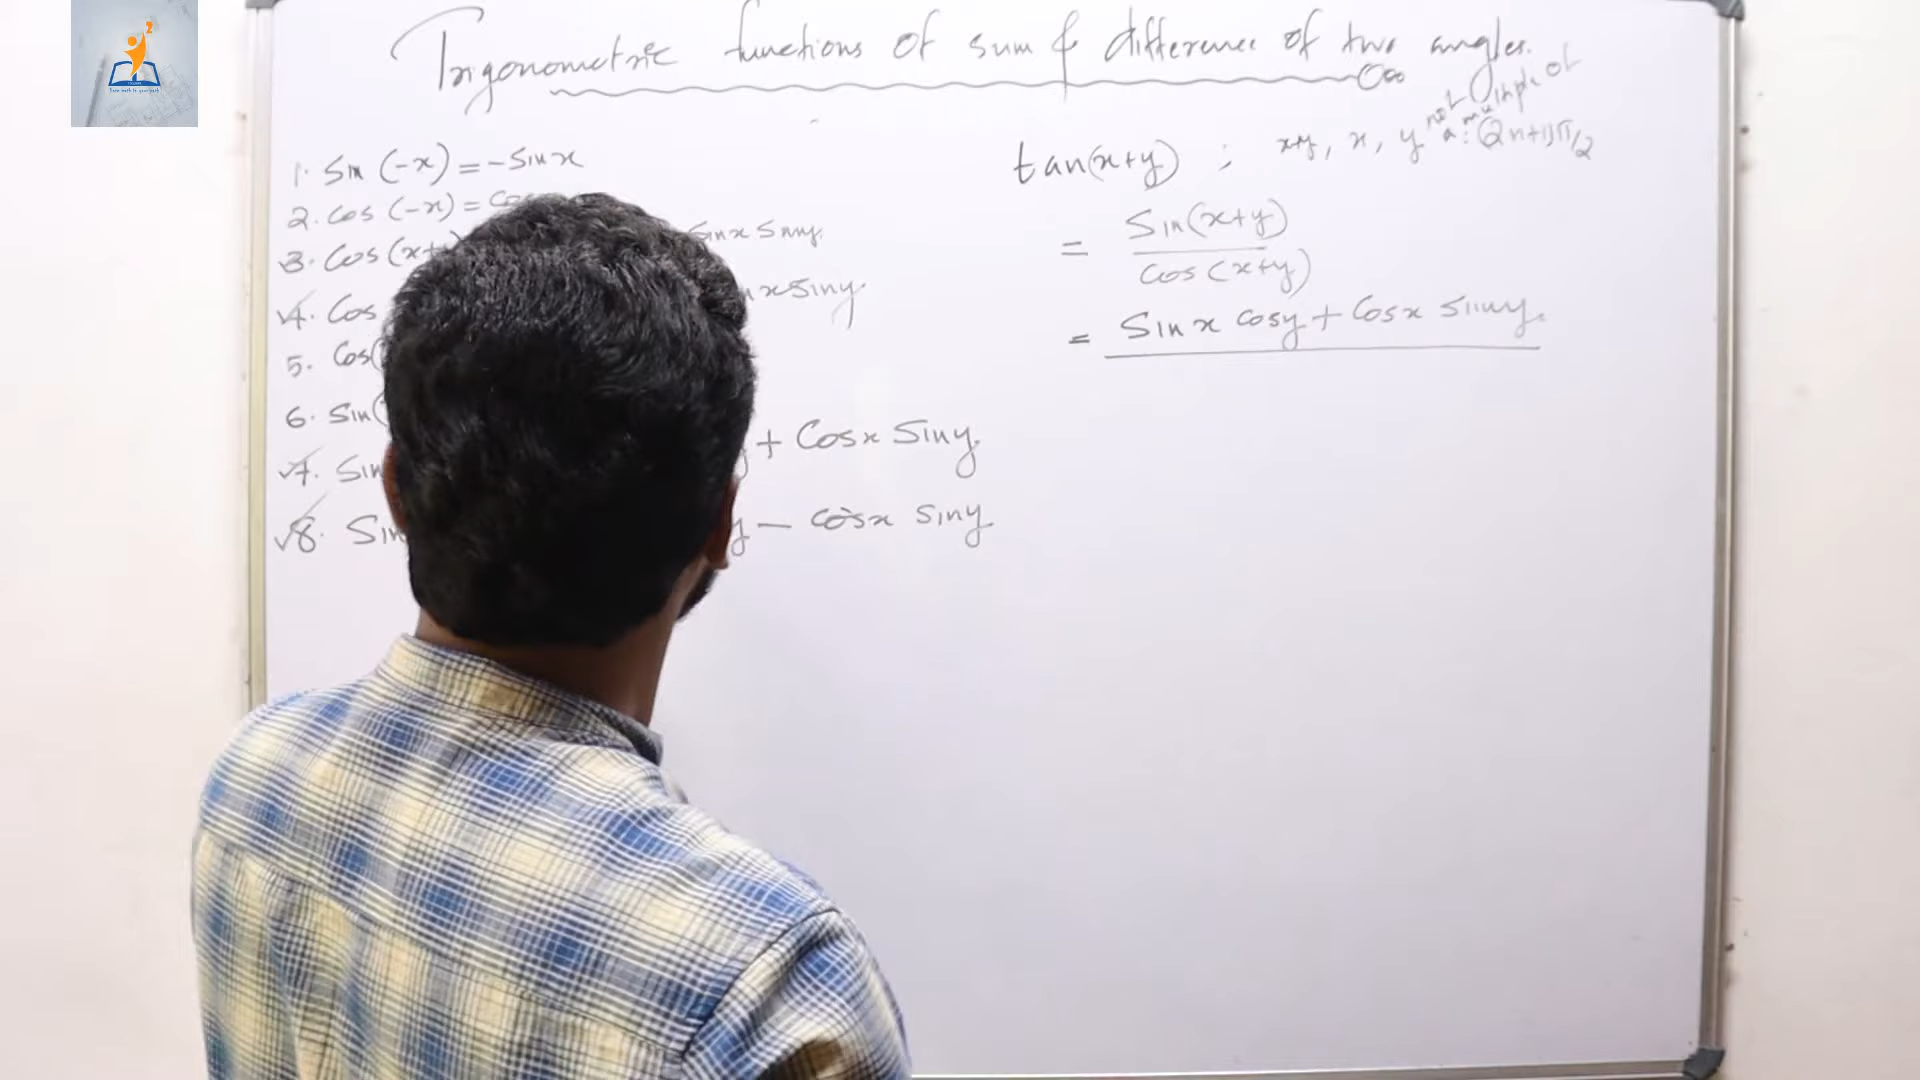 Trigonometric functions of sum & difference of two angles.
1. Sin (-x) = -Sinx
2. Cos (-x) = Cos
3. Cos (x+y
Sinx Siny.
4. Cos
x Siny.
5. Cos(
6. Sin(
7. Sin
y + Cosx Siny
8. Sin
y - Cosx Siny
tan(x+y) ; x+y, x, y not a multiple of (2n+1)π/2
= Sin(x+y)
Cos(x+y)
= Sinx Cosy + Cosx Siny.